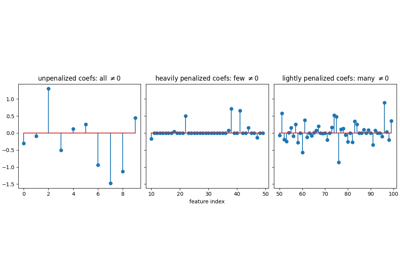 unpenalized coefs: all ≠0
heavily penalized coefs: few ≠0
lightly penalized coefs: many ≠0
1.0
0.5
0.0
−0.5
−1.0
−1.5
0 2 4 6 8
10 20 30 40 50
50 60 70 80 90 100
feature index